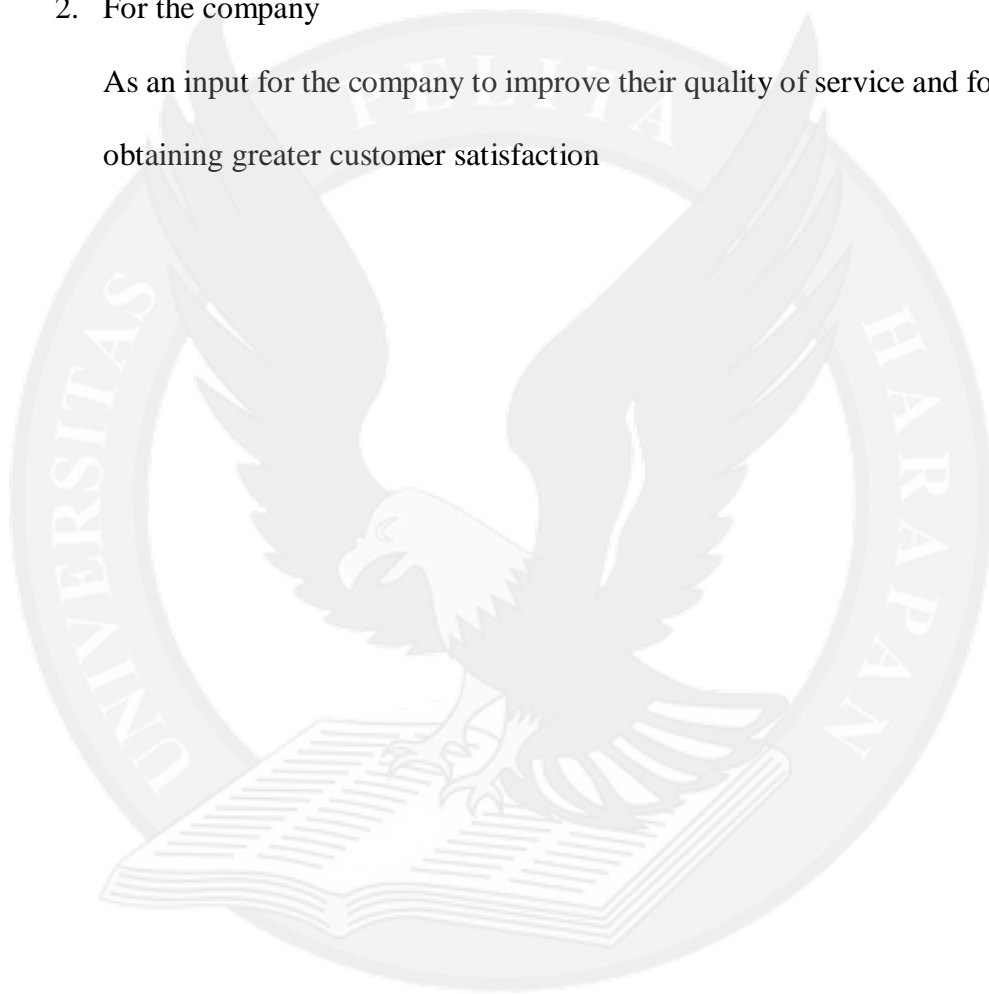 2. For the company
As an input for the company to improve their quality of service and fo
obtaining greater customer satisfaction
UNIVERSITAS PELITA HARAPAN